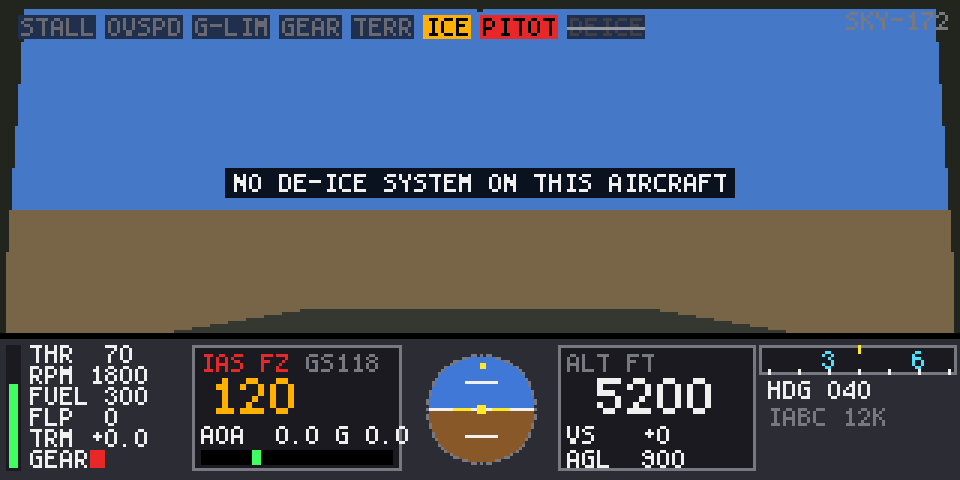 STALL OVSPD G-LIM GEAR TERR ICE PITOT DEICE SKY-172
NO DE-ICE SYSTEM ON THIS AIRCRAFT
THR 70
RPM 1800
FUEL 300
FLP 0
TRM +0.0
GEAR
IAS FZ GS118
120
AOA 0.0 G 0.0
ALT FT
5200
VS +0
AGL 900
3 6
HDG 040
IABC 12K